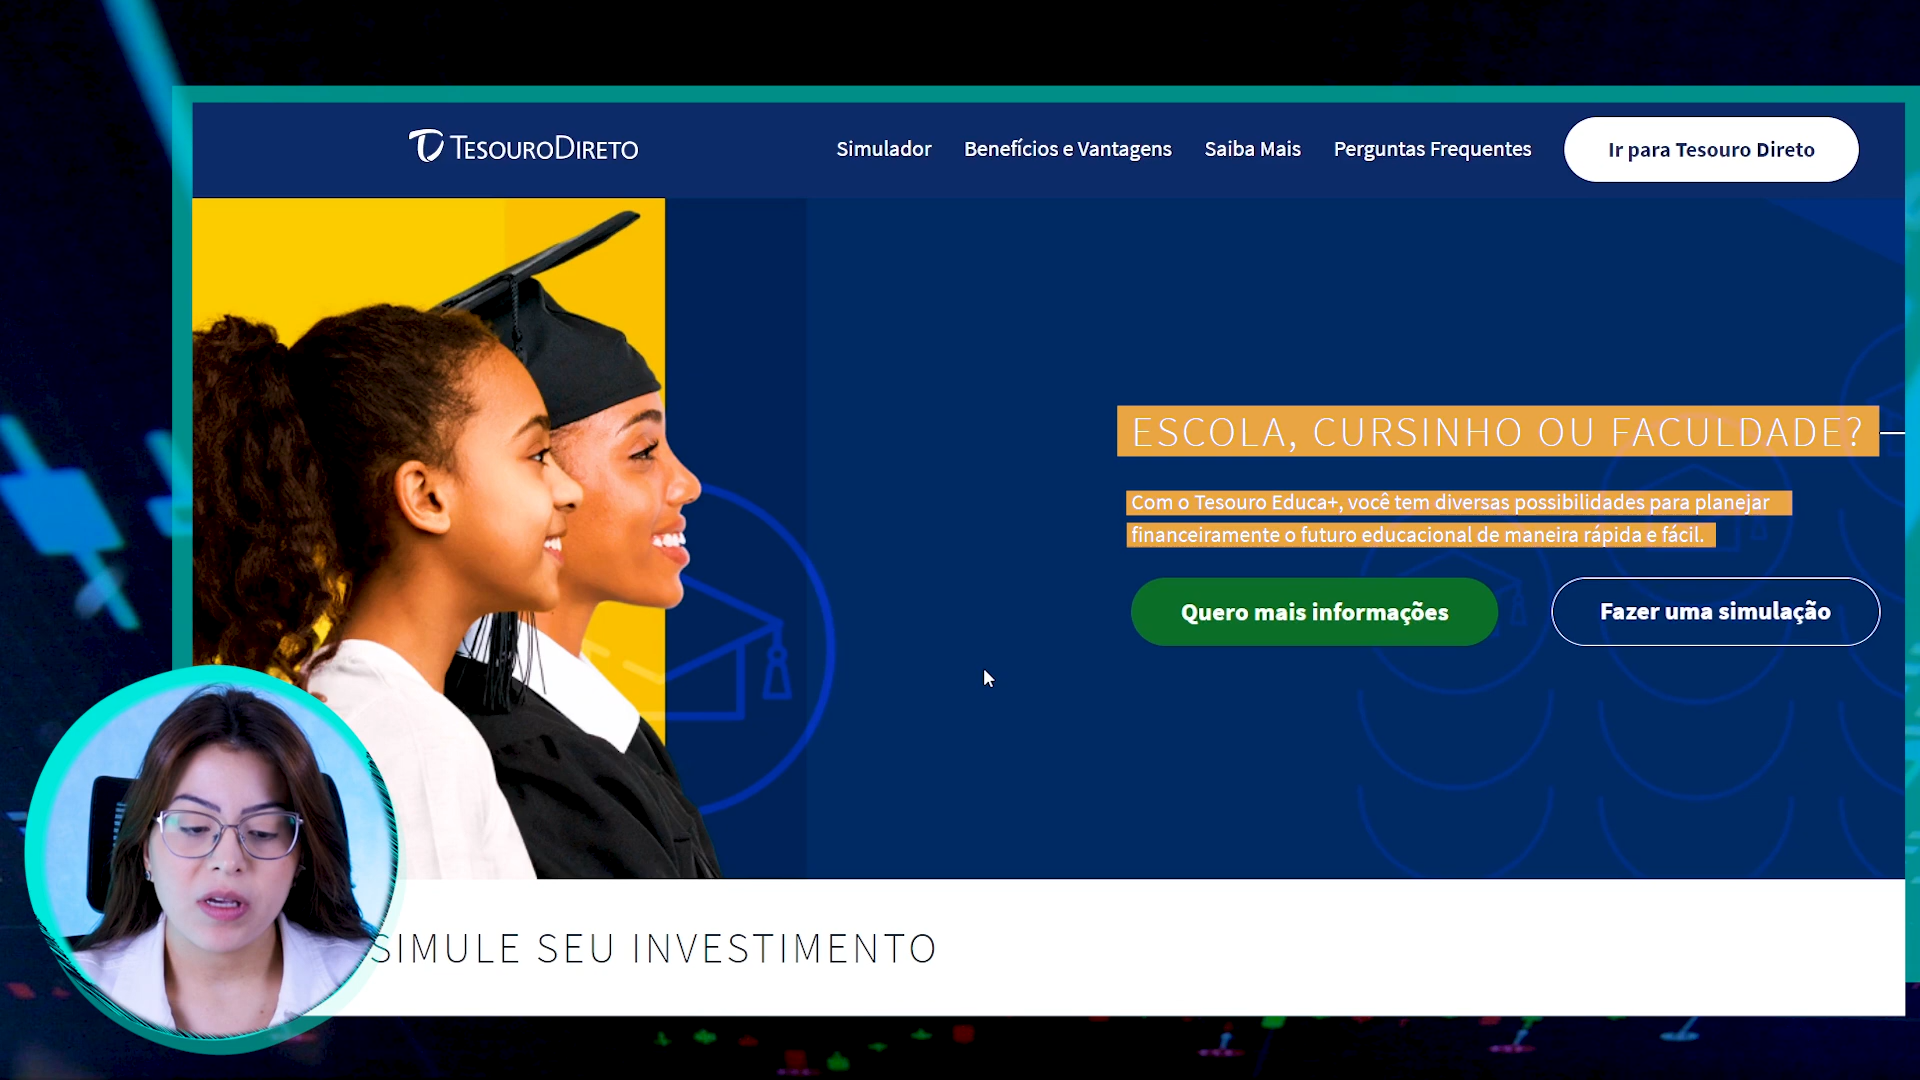 TESOURODIRETO
Simulador
Benefícios e Vantagens
Saiba Mais
Perguntas Frequentes
Ir para Tesouro Direto
ESCOLA, CURSINHO OU FACULDADE?
Com o Tesouro Educa+, você tem diversas possibilidades para planejar
financeiramente o futuro educacional de maneira rápida e fácil.
Quero mais informações
Fazer uma simulação
SIMULE SEU INVESTIMENTO